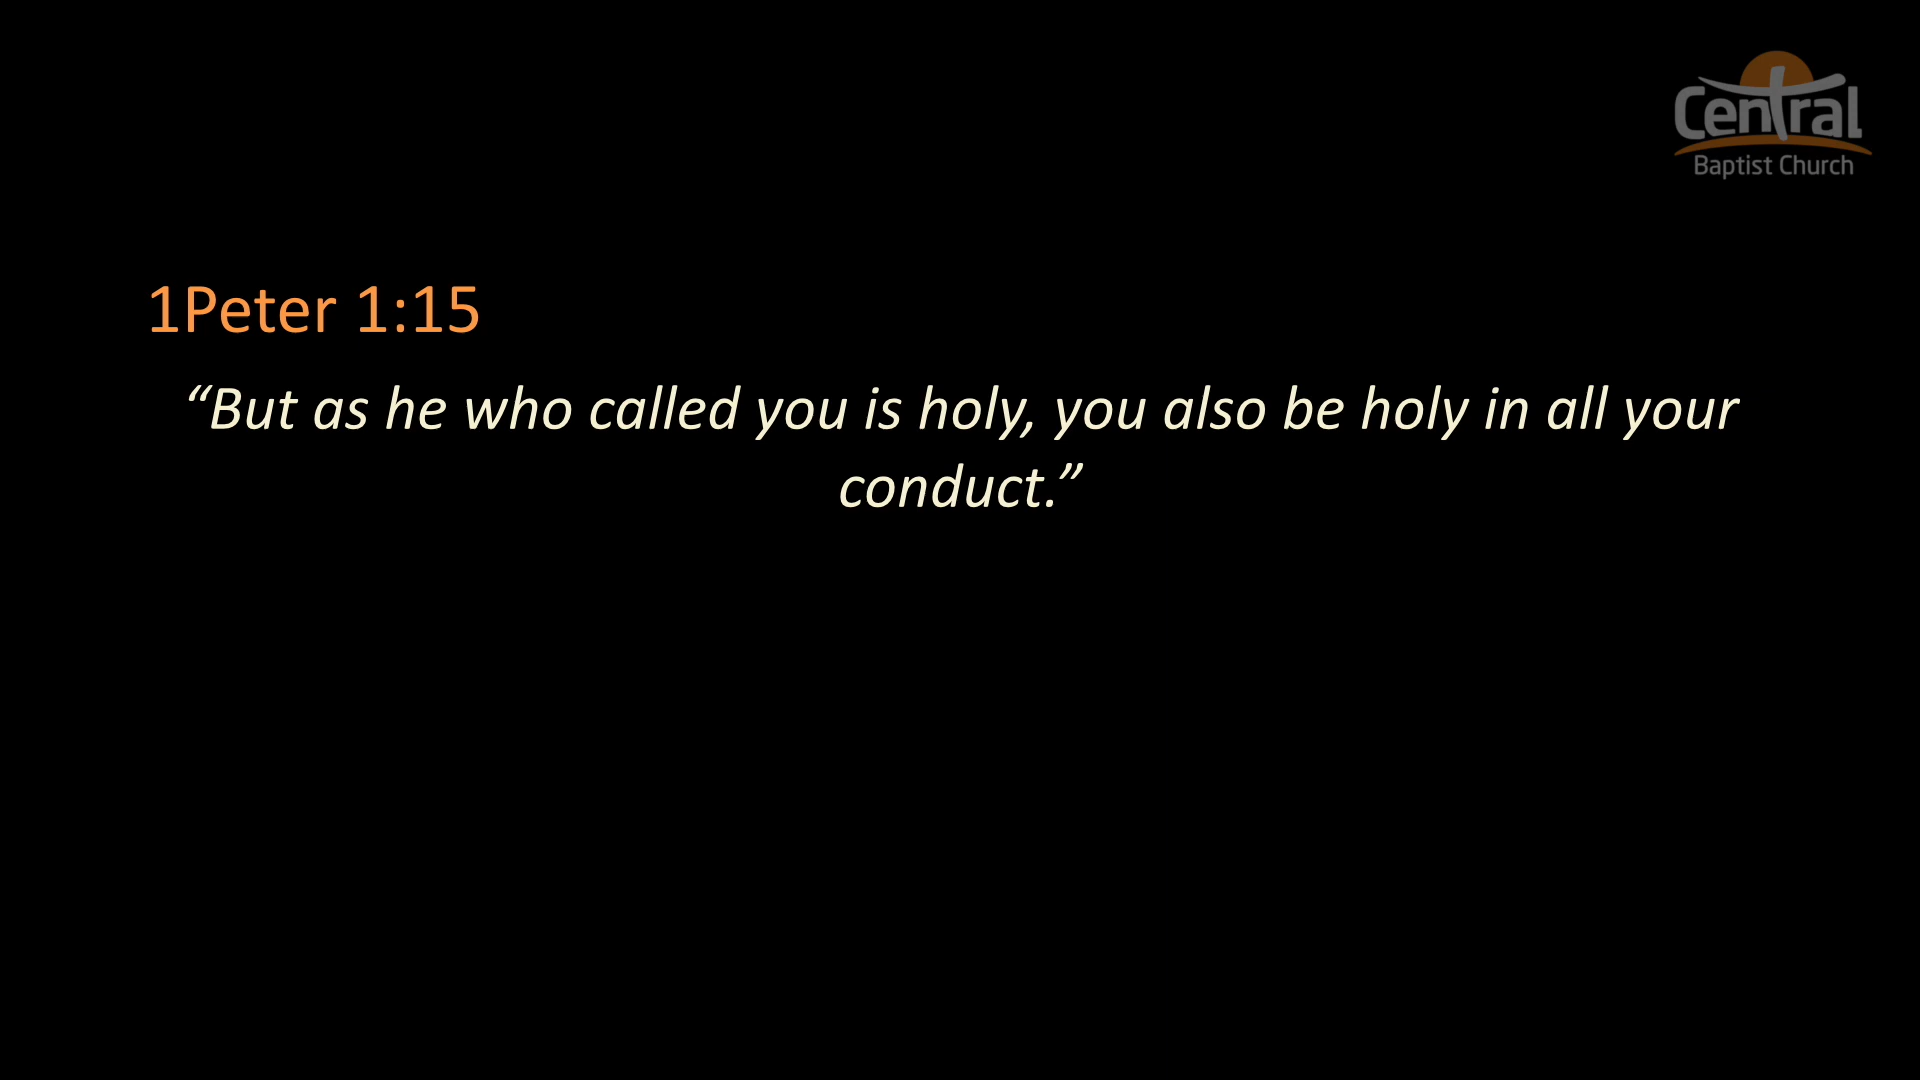 Central
Baptist Church
1Peter 1:15
“But as he who called you is holy, you also be holy in all your
conduct.”